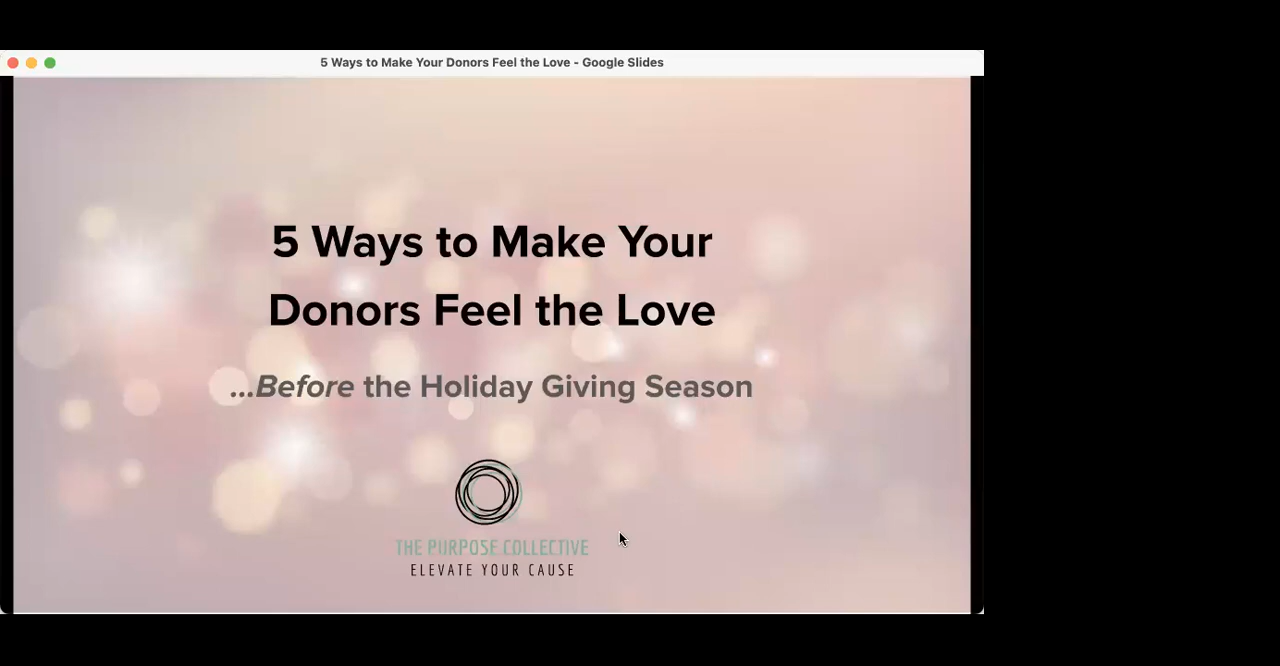 5 Ways to Make Your Donors Feel the Love - Google Slides
5 Ways to Make Your
Donors Feel the Love
...Before the Holiday Giving Season
THE PURPOSE COLLECTIVE
ELEVATE YOUR CAUSE